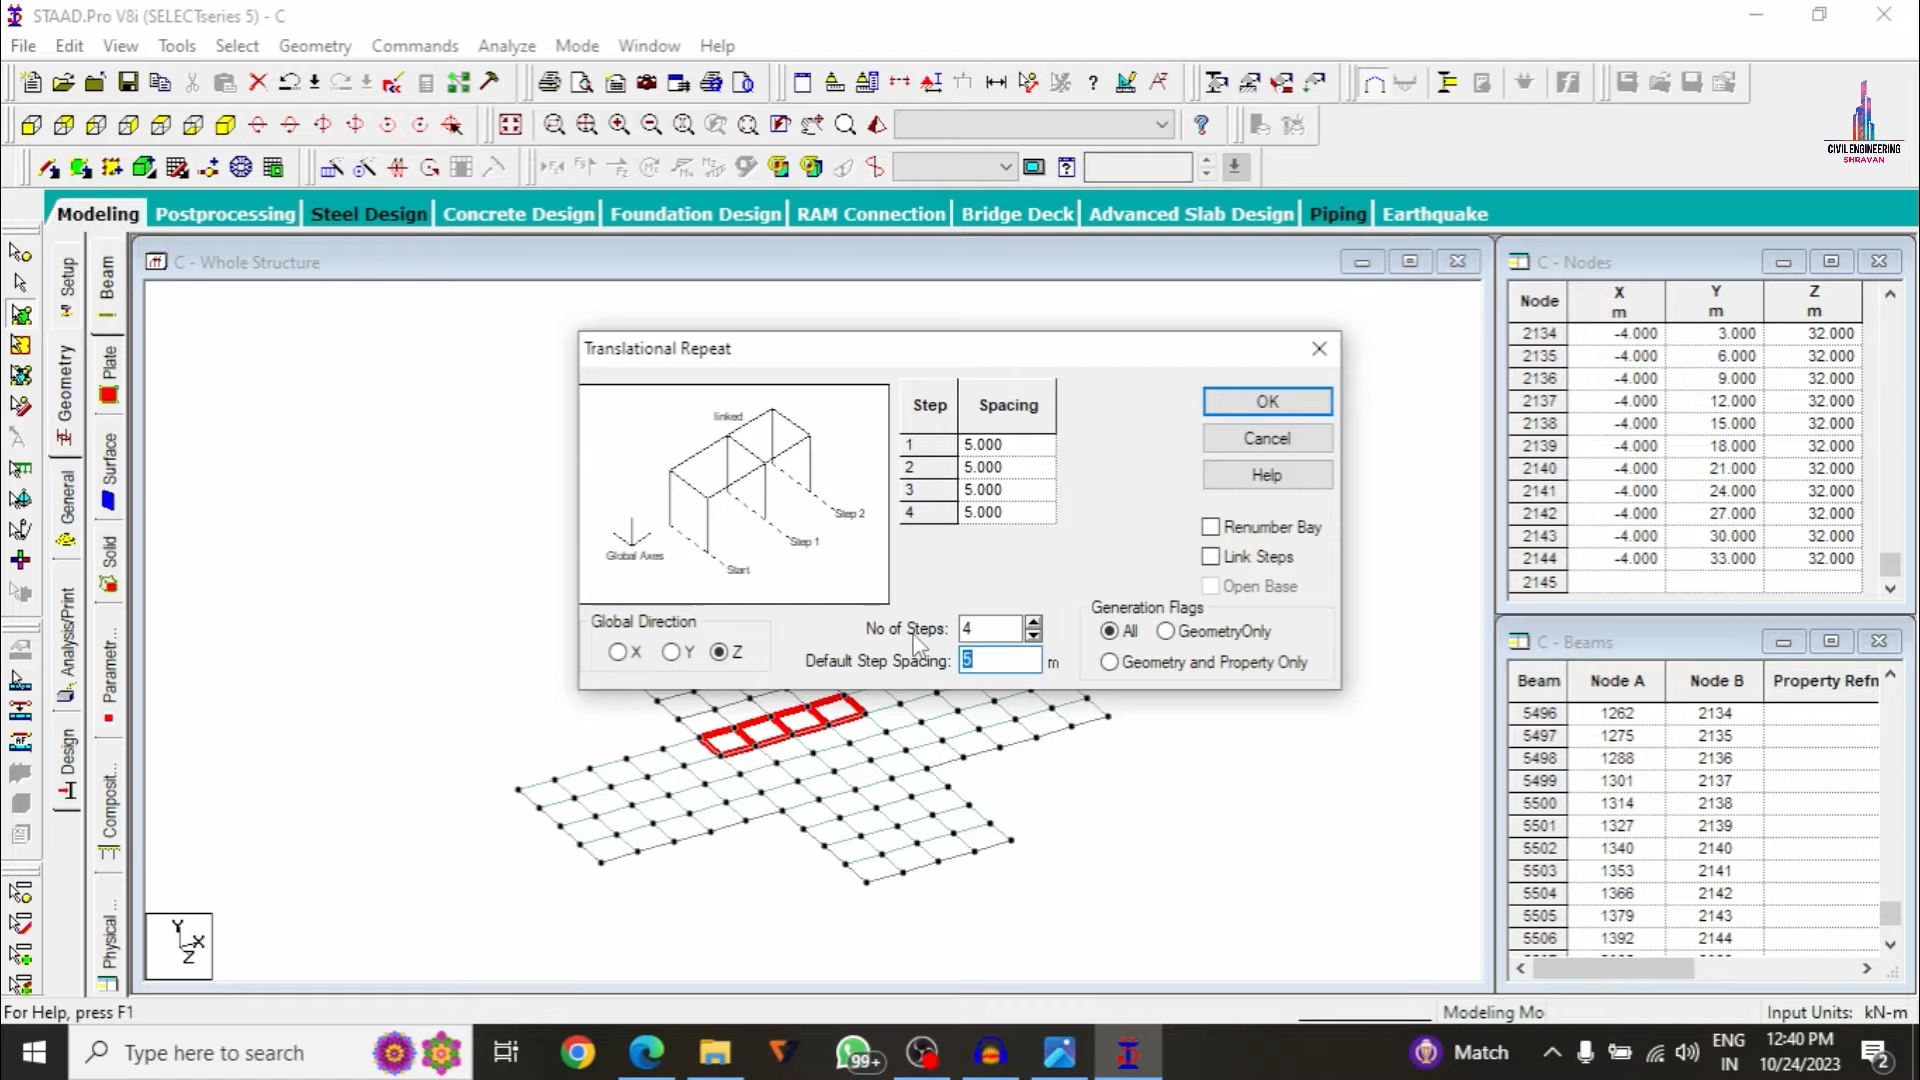 STAAD.Pro V8i (SELECTseries 5) - C
File Edit View Tools Select Geometry Commands Analyze Mode Window Help
CIVIL ENGINEERING
SHRAVAN
Modeling Postprocessing Steel Design Concrete Design Foundation Design RAM Connection Bridge Deck Advanced Slab Design Piping Earthquake
Setup
Geometry
General
Analysis/Print
Design
Beam
Plate
Surface
Solid
Parametr...
Composit...
Physical ...
C - Whole Structure
Translational Repeat
linked
Step 2
Step 1
Start
Global Axes
Step Spacing
1 5.000
2 5.000
3 5.000
4 5.000
OK
Cancel
Help
Renumber Bay
Link Steps
Open Base
Global Direction
X Y Z
No of Steps: 4
Default Step Spacing: 5 m
Generation Flags
All GeometryOnly
Geometry and Property Only
Y
X
Z
C - Nodes
Node X m Y m Z m
2134 -4.000 3.000 32.000
2135 -4.000 6.000 32.000
2136 -4.000 9.000 32.000
2137 -4.000 12.000 32.000
2138 -4.000 15.000 32.000
2139 -4.000 18.000 32.000
2140 -4.000 21.000 32.000
2141 -4.000 24.000 32.000
2142 -4.000 27.000 32.000
2143 -4.000 30.000 32.000
2144 -4.000 33.000 32.000
2145
C - Beams
Beam Node A Node B Property Refn
5496 1262 2134
5497 1275 2135
5498 1288 2136
5499 1301 2137
5500 1314 2138
5501 1327 2139
5502 1340 2140
5503 1353 2141
5504 1366 2142
5505 1379 2143
5506 1392 2144
For Help, press F1
Modeling Mo
Input Units: kN-m
Type here to search
99+
Match
ENG
IN
12:40 PM
10/24/2023
2